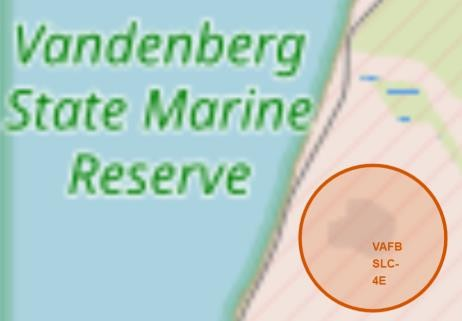 Vandenberg
State Marine
Reserve
VAFB
SLC-
4E